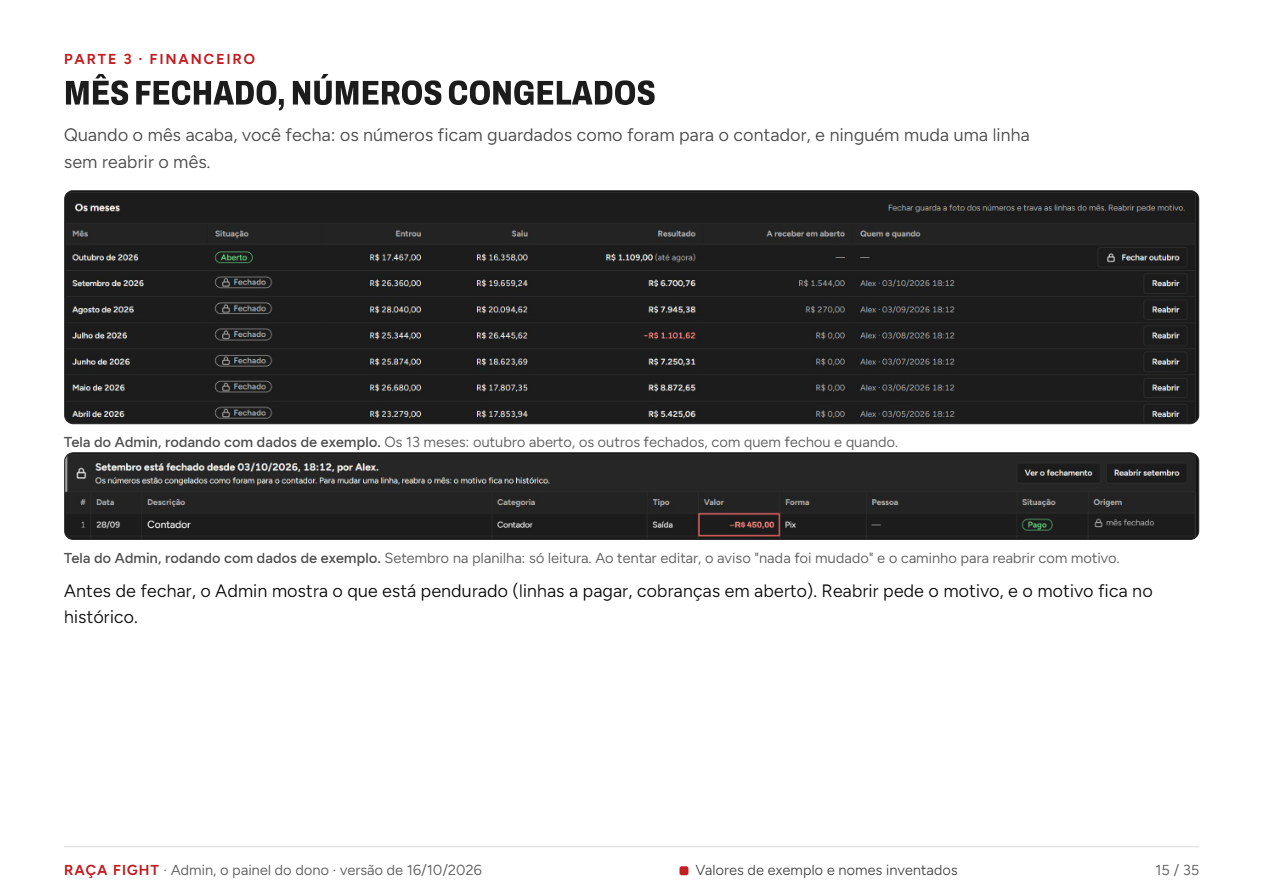 PARTE 3 · FINANCEIRO
MÊS FECHADO, NÚMEROS CONGELADOS
Quando o mês acaba, você fecha: os números ficam guardados como foram para o contador, e ninguém muda uma linha
sem reabrir o mês.
Os meses Fechar guarda a foto dos números e trava as linhas do mês. Reabrir pede motivo.
Mês Situação Entrou Saiu Resultado A receber em aberto Quem e quando
Outubro de 2026 Aberto R$ 17.467,00 R$ 16.358,00 R$ 1.109,00 (até agora) — — Fechar outubro
Setembro de 2026 Fechado R$ 26.360,00 R$ 19.659,24 R$ 6.700,76 R$ 1.544,00 Alex · 03/10/2026 18:12 Reabrir
Agosto de 2026 Fechado R$ 28.040,00 R$ 20.094,62 R$ 7.945,38 R$ 270,00 Alex · 03/09/2026 18:12 Reabrir
Julho de 2026 Fechado R$ 25.344,00 R$ 26.445,62 −R$ 1.101,62 R$ 0,00 Alex · 03/08/2026 18:12 Reabrir
Junho de 2026 Fechado R$ 25.874,00 R$ 18.623,69 R$ 7.250,31 R$ 0,00 Alex · 03/07/2026 18:12 Reabrir
Maio de 2026 Fechado R$ 26.680,00 R$ 17.807,35 R$ 8.872,65 R$ 0,00 Alex · 03/06/2026 18:12 Reabrir
Abril de 2026 Fechado R$ 23.279,00 R$ 17.853,94 R$ 5.425,06 R$ 0,00 Alex · 03/05/2026 18:12 Reabrir
Tela do Admin, rodando com dados de exemplo. Os 13 meses: outubro aberto, os outros fechados, com quem fechou e quando.
Setembro está fechado desde 03/10/2026, 18:12, por Alex. Ver o fechamento Reabrir setembro
Os números estão congelados como foram para o contador. Para mudar uma linha, reabra o mês: o motivo fica no histórico.
# Data Descrição Categoria Tipo Valor Forma Pessoa Situação Origem
1 28/09 Contador Contador Saída −R$ 450,00 Pix — Pago mês fechado
Tela do Admin, rodando com dados de exemplo. Setembro na planilha: só leitura. Ao tentar editar, o aviso "nada foi mudado" e o caminho para reabrir com motivo.
Antes de fechar, o Admin mostra o que está pendurado (linhas a pagar, cobranças em aberto). Reabrir pede o motivo, e o motivo fica no
histórico.
RAÇA FIGHT · Admin, o painel do dono · versão de 16/10/2026 Valores de exemplo e nomes inventados 15 / 35